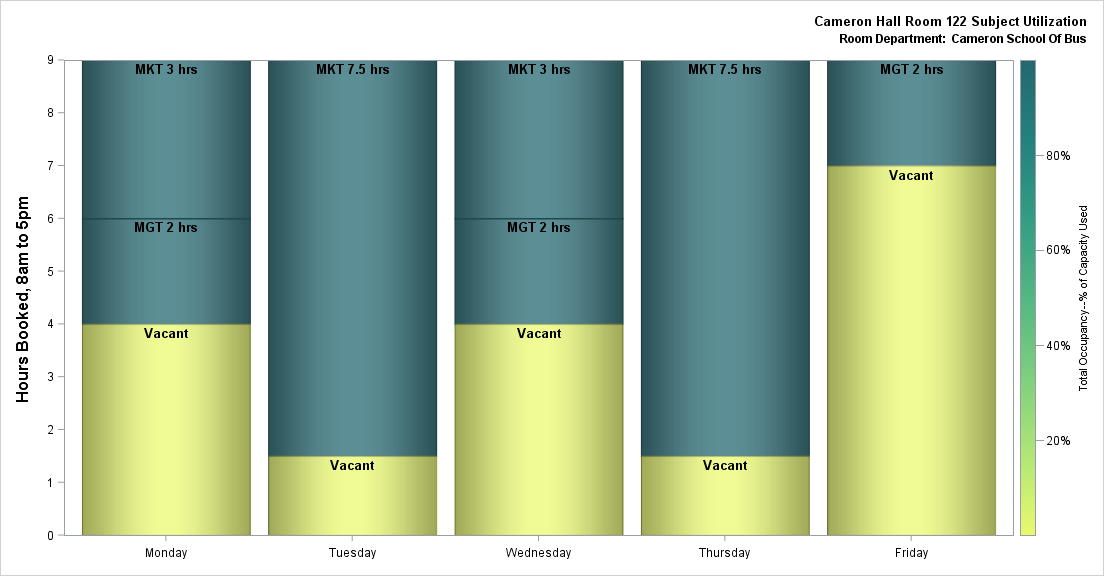 Cameron Hall Room 122 Subject Utilization
Room Department: Cameron School Of Bus
Hours Booked, 8am to 5pm
9
8
7
6
5
4
3
2
1
0
MKT 3 hrs
MGT 2 hrs
Vacant
MKT 7.5 hrs
Vacant
MKT 3 hrs
MGT 2 hrs
Vacant
MKT 7.5 hrs
Vacant
MGT 2 hrs
Vacant
Monday
Tuesday
Wednesday
Thursday
Friday
80%
60%
40%
20%
Total Occupancy--% of Capacity Used